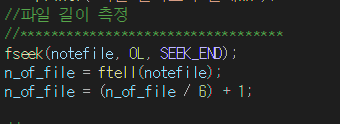 //파일 길이 측정
//**********************************
fseek(notefile, 0L, SEEK_END);
n_of_file = ftell(notefile);
n_of_file = (n_of_file / 6) + 1;